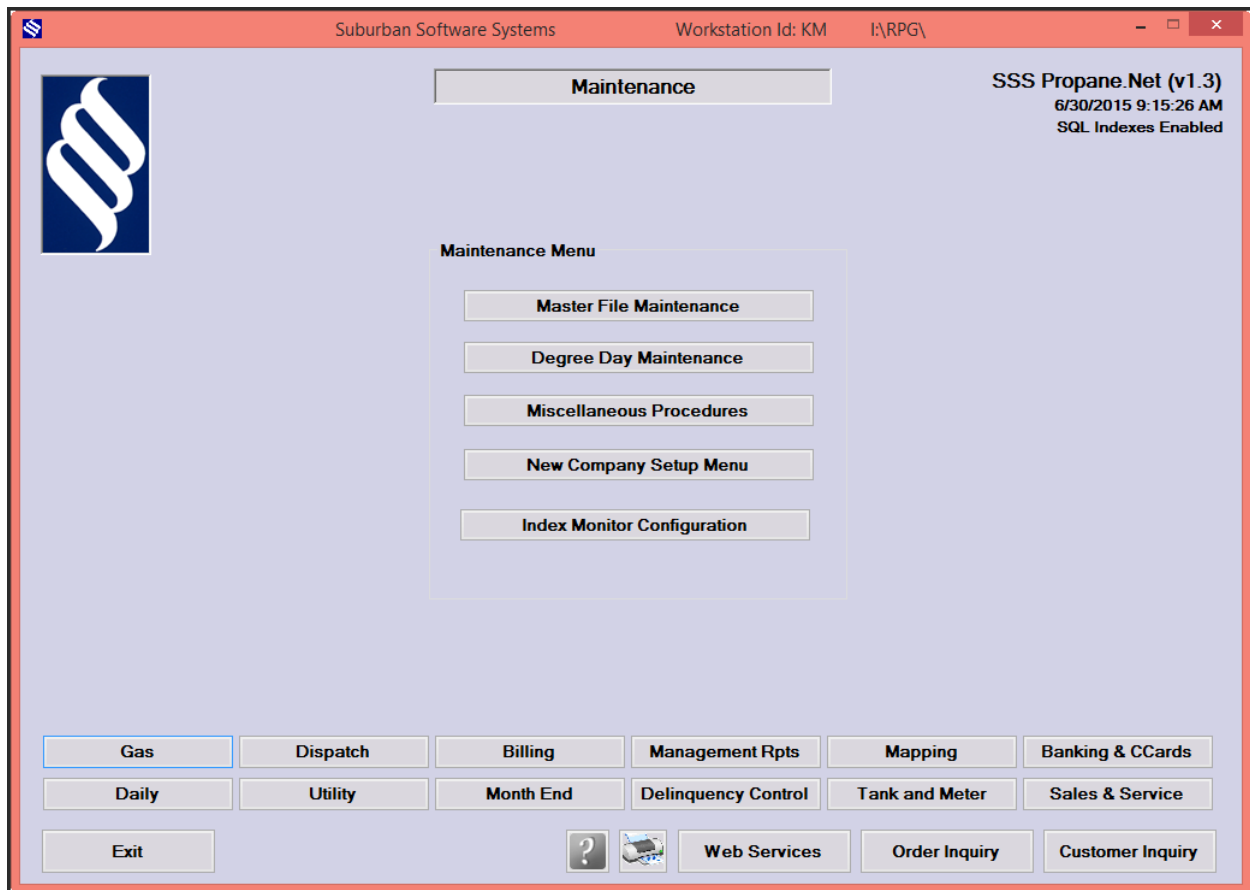 Suburban Software Systems Workstation Id: KM I:\RPG\
Maintenance
SSS Propane.Net (v1.3)
6/30/2015 9:15:26 AM
SQL Indexes Enabled
Maintenance Menu
Master File Maintenance
Degree Day Maintenance
Miscellaneous Procedures
New Company Setup Menu
Index Monitor Configuration
Gas Dispatch Billing Management Rpts Mapping Banking & CCards
Daily Utility Month End Delinquency Control Tank and Meter Sales & Service
Exit ? Web Services Order Inquiry Customer Inquiry